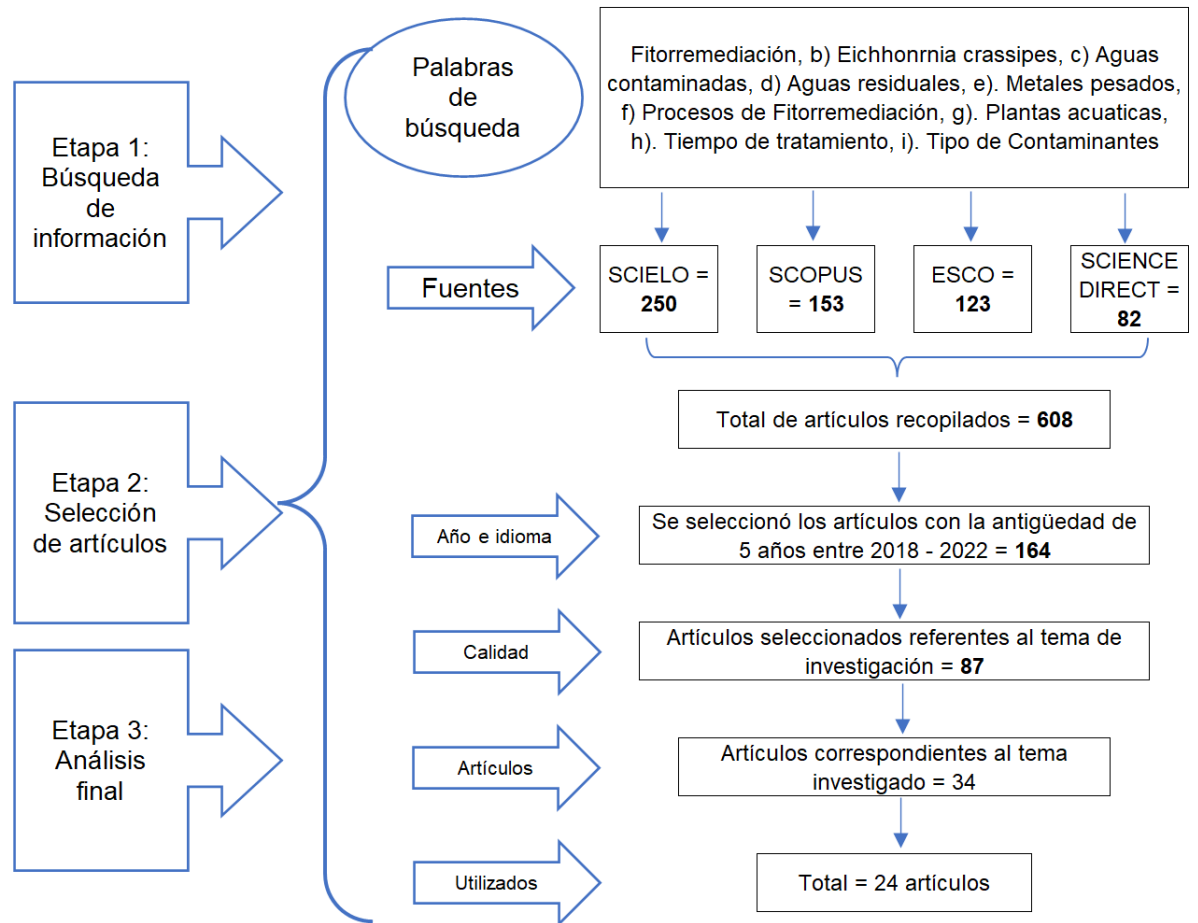 Etapa 1:
Búsqueda
de
información
Etapa 2:
Selección
de artículos
Etapa 3:
Análisis
final
Palabras
de
búsqueda
Fitorremediación, b) Eichhonrnia crassipes, c) Aguas
contaminadas, d) Aguas residuales, e). Metales pesados,
f) Procesos de Fitorremediación, g). Plantas acuaticas,
h). Tiempo de tratamiento, i). Tipo de Contaminantes
Fuentes
SCIELO =
250
SCOPUS
= 153
ESCO =
123
SCIENCE
DIRECT =
82
Total de artículos recopilados = 608
Año e idioma
Se seleccionó los artículos con la antigüedad de
5 años entre 2018 - 2022 = 164
Calidad
Artículos seleccionados referentes al tema de
investigación = 87
Artículos
Artículos correspondientes al tema
investigado = 34
Utilizados
Total = 24 artículos